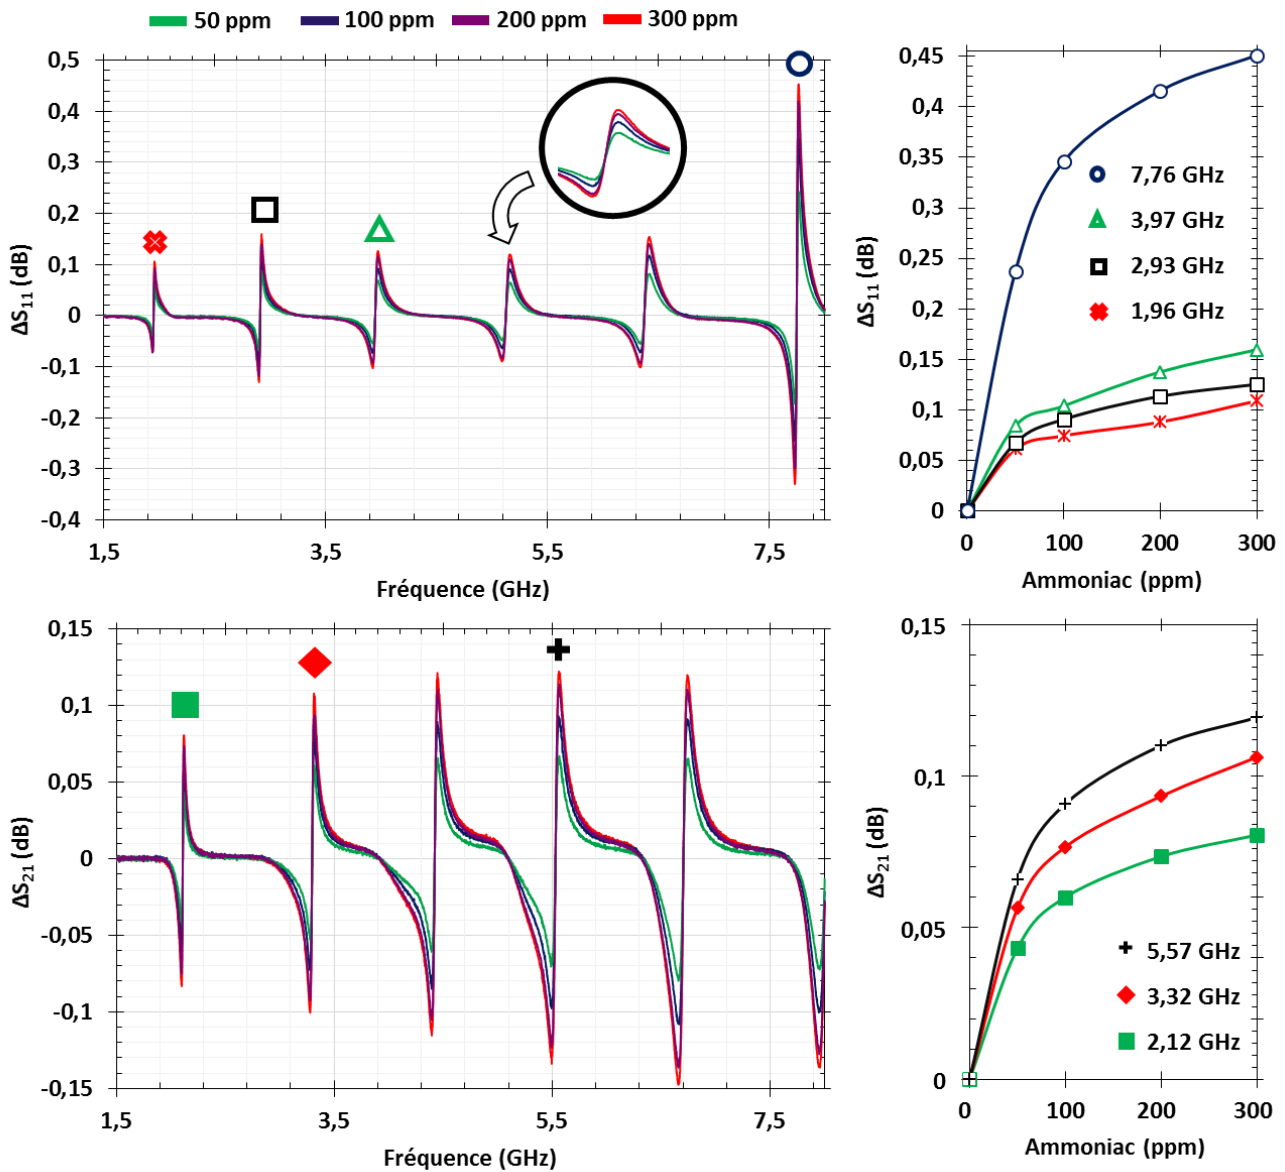 50 ppm 100 ppm 200 ppm 300 ppm
0,5
0,4
0,3
0,2
0,1
0
-0,1
-0,2
-0,3
-0,4
ΔS11 (dB)
1,5 3,5 5,5 7,5
Fréquence (GHz)
0,45
0,4
0,35
0,3
0,25
0,2
0,15
0,1
0,05
0
ΔS11 (dB)
7,76 GHz
3,97 GHz
2,93 GHz
1,96 GHz
0 100 200 300
Ammoniac (ppm)
0,15
0,1
0,05
0
-0,05
-0,1
-0,15
ΔS21 (dB)
1,5 3,5 5,5 7,5
Fréquence (GHz)
0,15
0,1
0,05
0
ΔS21 (dB)
5,57 GHz
3,32 GHz
2,12 GHz
0 100 200 300
Ammoniac (ppm)